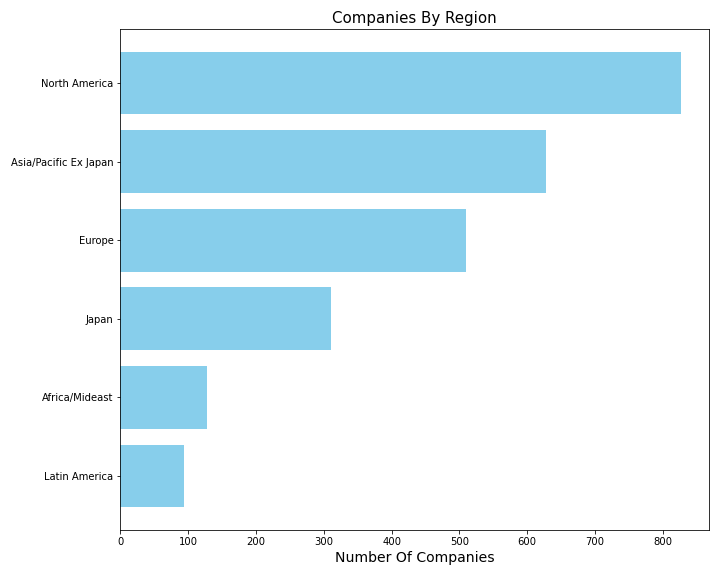 Companies By Region
North America
Asia/Pacific Ex Japan
Europe
Japan
Africa/Mideast
Latin America
0 100 200 300 400 500 600 700 800
Number Of Companies